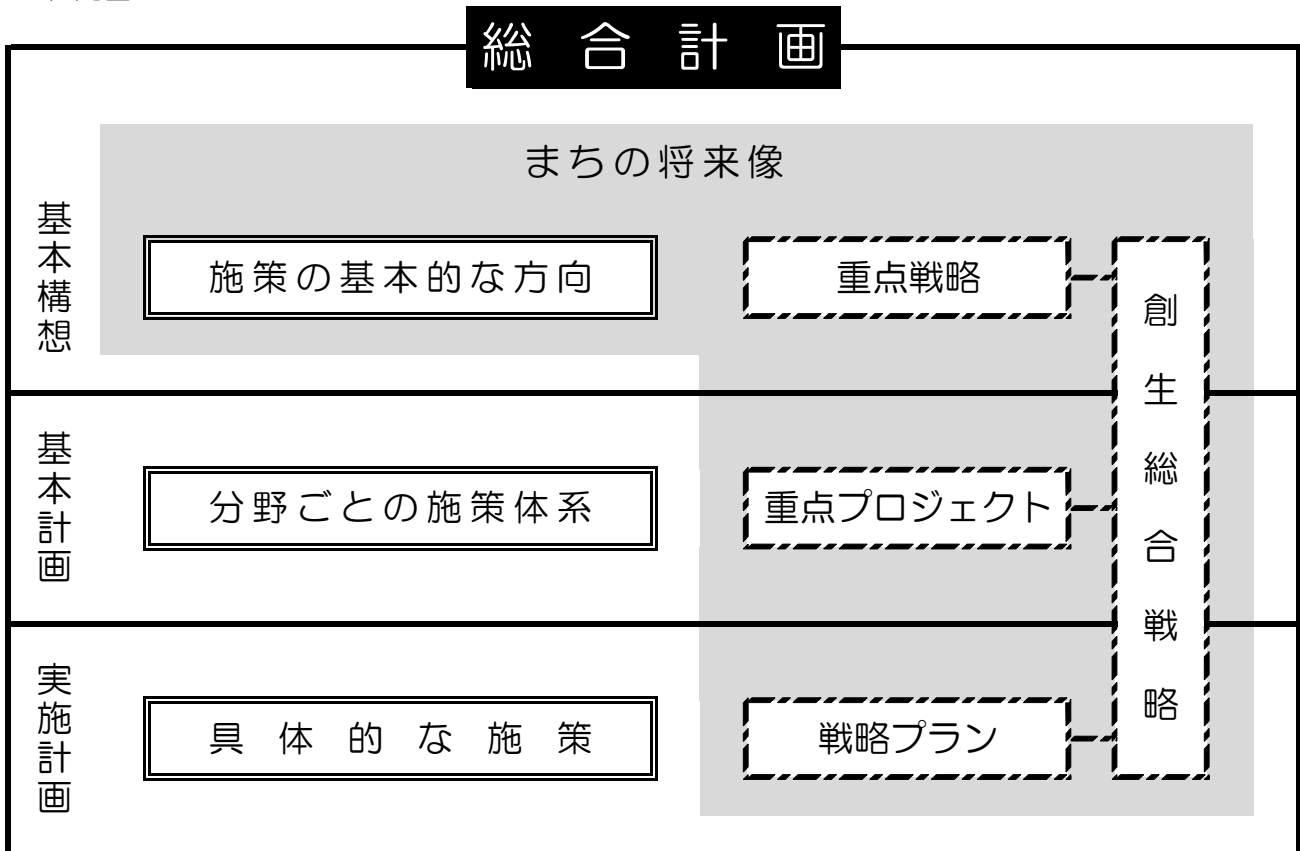 総合計画
まちの将来像
基本構想
施策の基本的な方向
重点戦略
創生総合戦略
基本計画
分野ごとの施策体系
重点プロジェクト
実施計画
具体的な施策
戦略プラン